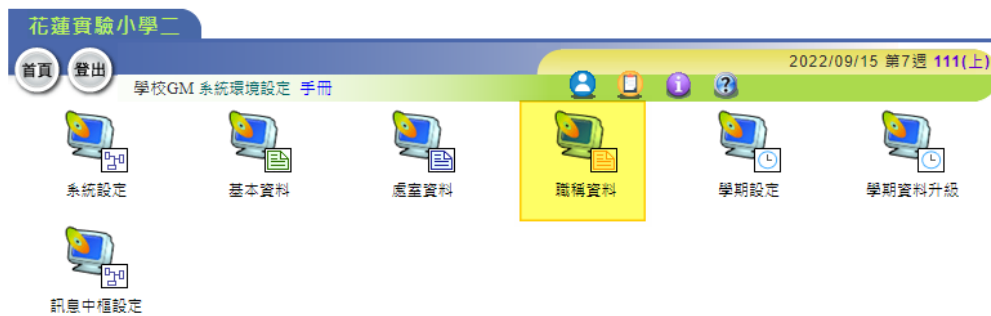 花蓮實驗小學二
首頁 登出
2022/09/15 第7週 111(上)
學校GM 系統環境設定 手冊
系統設定 基本資料 處室資料 職稱資料 學期設定 學期資料升級
訊息中樞設定